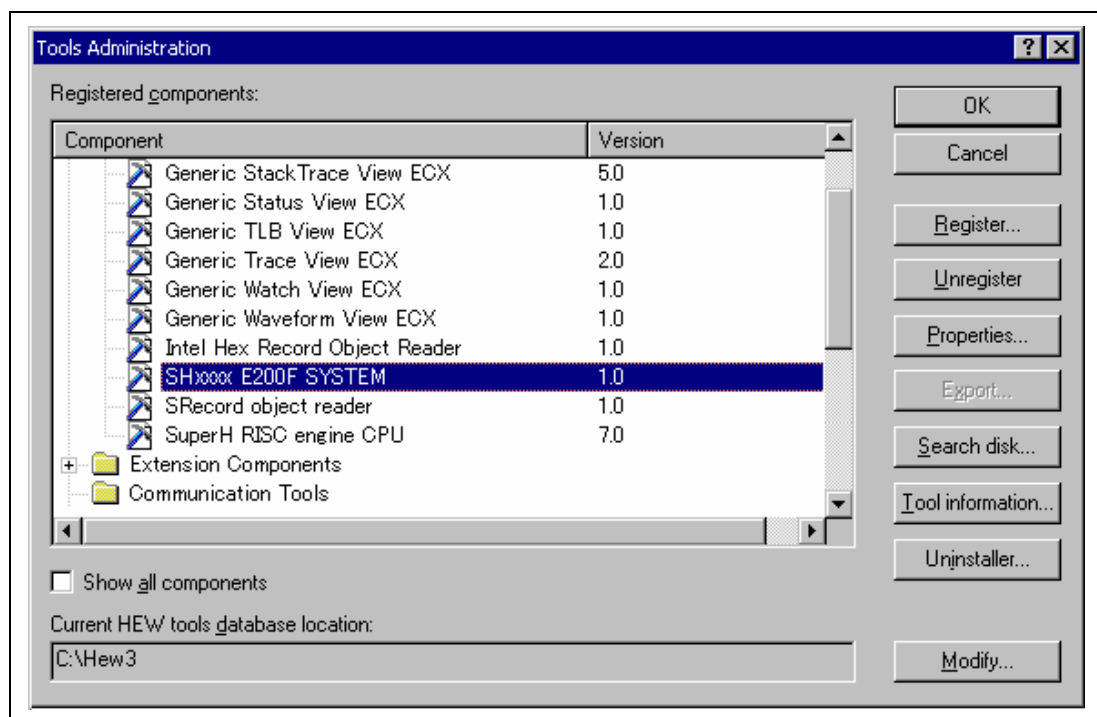 Tools Administration
Registered components:
Component Version
Generic StackTrace View ECX 5.0
Generic Status View ECX 1.0
Generic TLB View ECX 1.0
Generic Trace View ECX 2.0
Generic Watch View ECX 1.0
Generic Waveform View ECX 1.0
Intel Hex Record Object Reader 1.0
SHxxxx E200F SYSTEM 1.0
SRecord object reader 1.0
SuperH RISC engine CPU 7.0
Extension Components
Communication Tools
Show all components
Current HEW tools database location:
C:\Hew3
OK
Cancel
Register...
Unregister
Properties...
Export...
Search disk...
Tool information...
Uninstaller...
Modify...